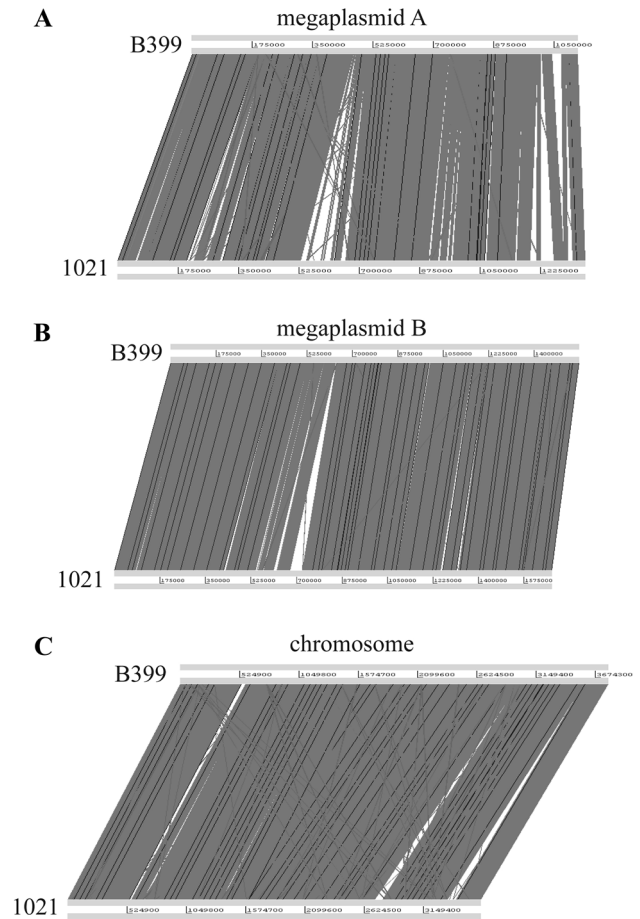 A
megaplasmid A
B399
175000 350000 525000 700000 875000 1050000
1021
175000 350000 525000 700000 875000 1050000 1225000
B
megaplasmid B
B399
175000 350000 525000 700000 875000 1050000 1225000 1400000
1021
175000 350000 525000 700000 875000 1050000 1225000 1400000 1575000
C
chromosome
B399
524900 1049800 1574700 2099600 2624500 3149400 3674300
1021
524900 1049800 1574700 2099600 2624500 3149400